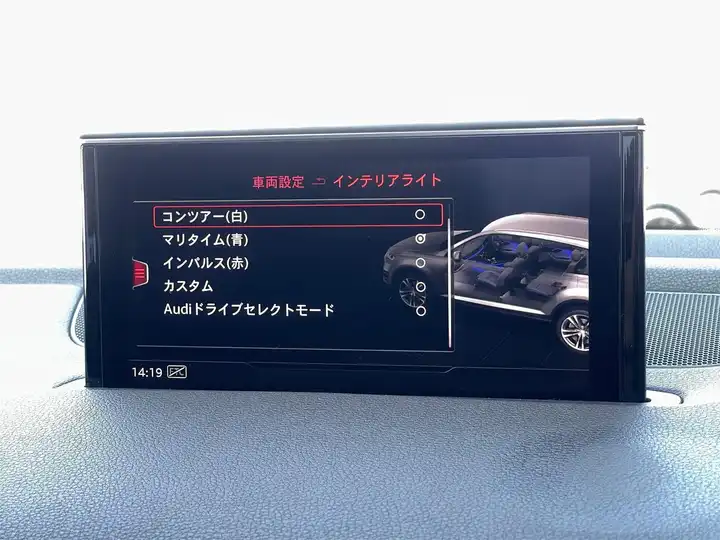 車両設定 インテリアライト
コンツアー(白)
マリタイム(青)
インパルス(赤)
カスタム
Audiドライブセレクトモード
14:19 ETC